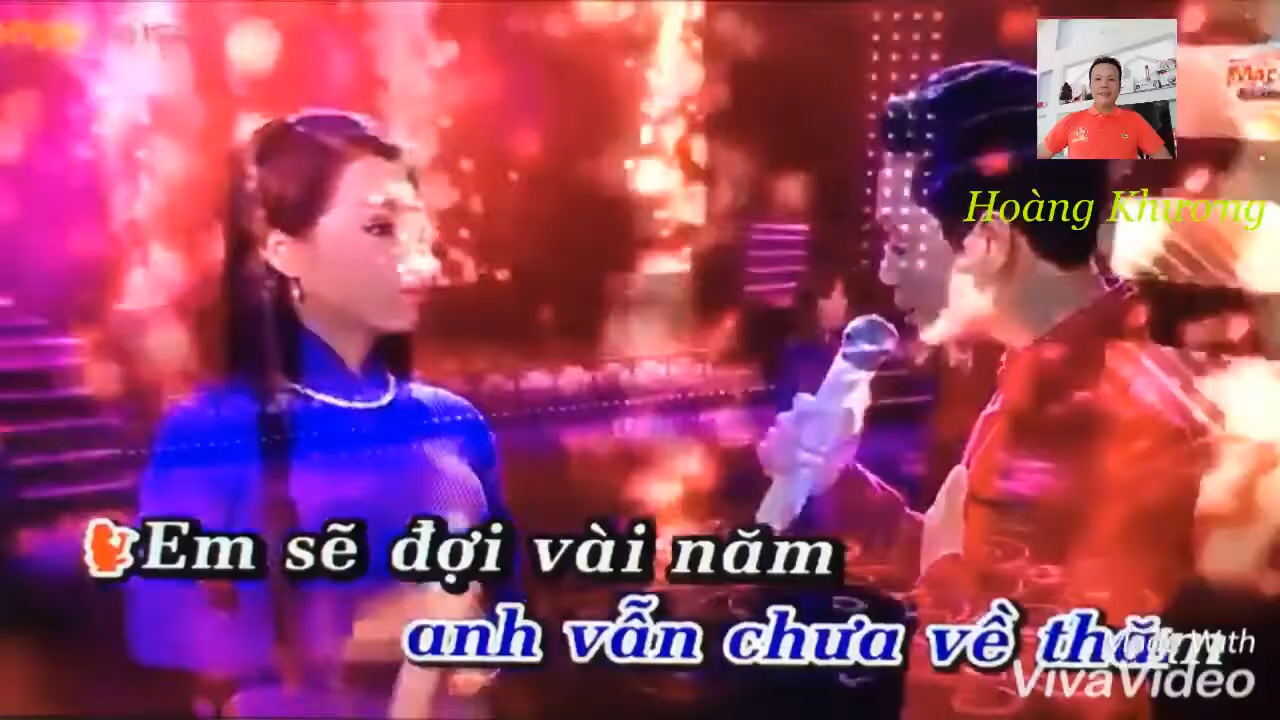 Hoàng Khương
Em sẽ đợi vài năm
anh vẫn chưa về thăm
Made With
VivaVideo